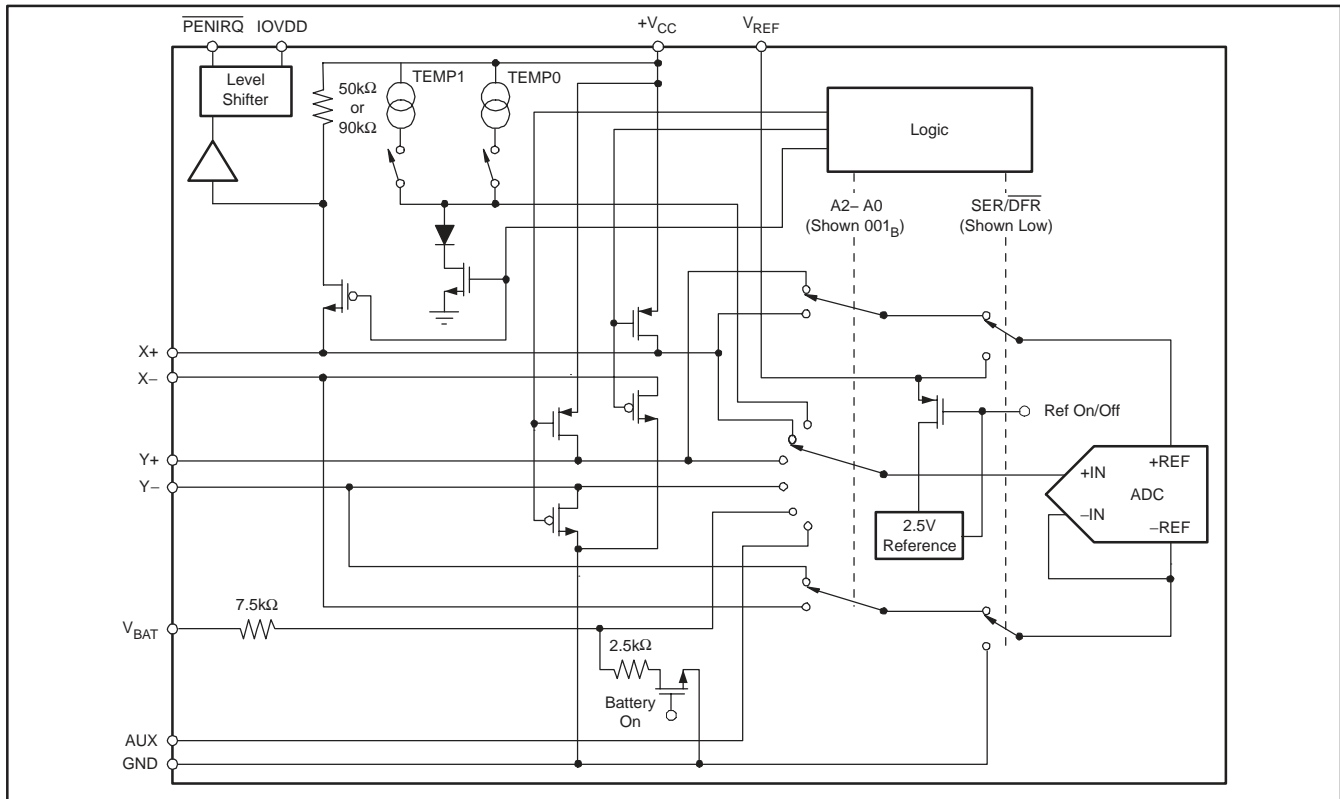 PENIRQ IOVDD
+VCC
VREF
Level
Shifter
50kΩ
or
90kΩ
TEMP1
TEMP0
Logic
A2– A0
(Shown 001B)
SER/DFR
(Shown Low)
X+
X–
Y+
Y–
Ref On/Off
+IN
+REF
ADC
–IN
–REF
2.5V
Reference
7.5kΩ
VBAT
2.5kΩ
Battery
On
AUX
GND